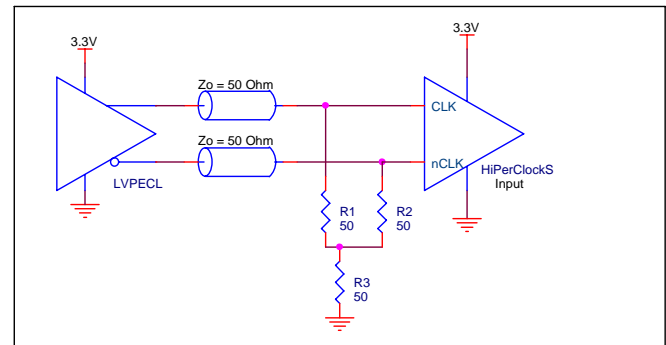 3.3V
3.3V
Zo = 50 Ohm
CLK
Zo = 50 Ohm
nCLK
HiPerClockS
Input
LVPECL
R1
50
R2
50
R3
50